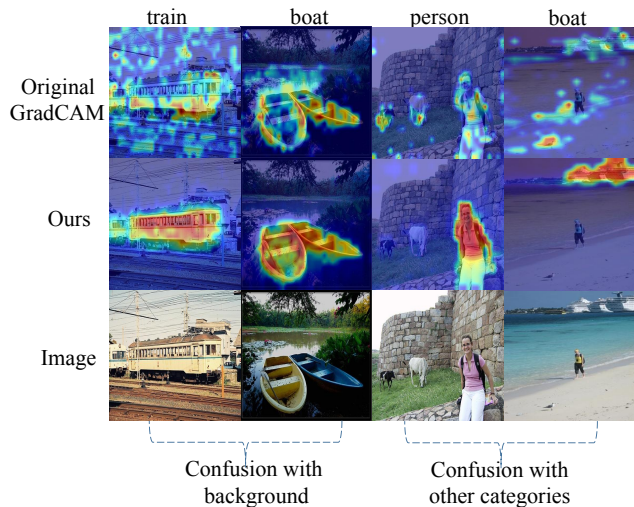 train boat person boat
Original
GradCAM
Ours
Image
Confusion with
background
Confusion with
other categories